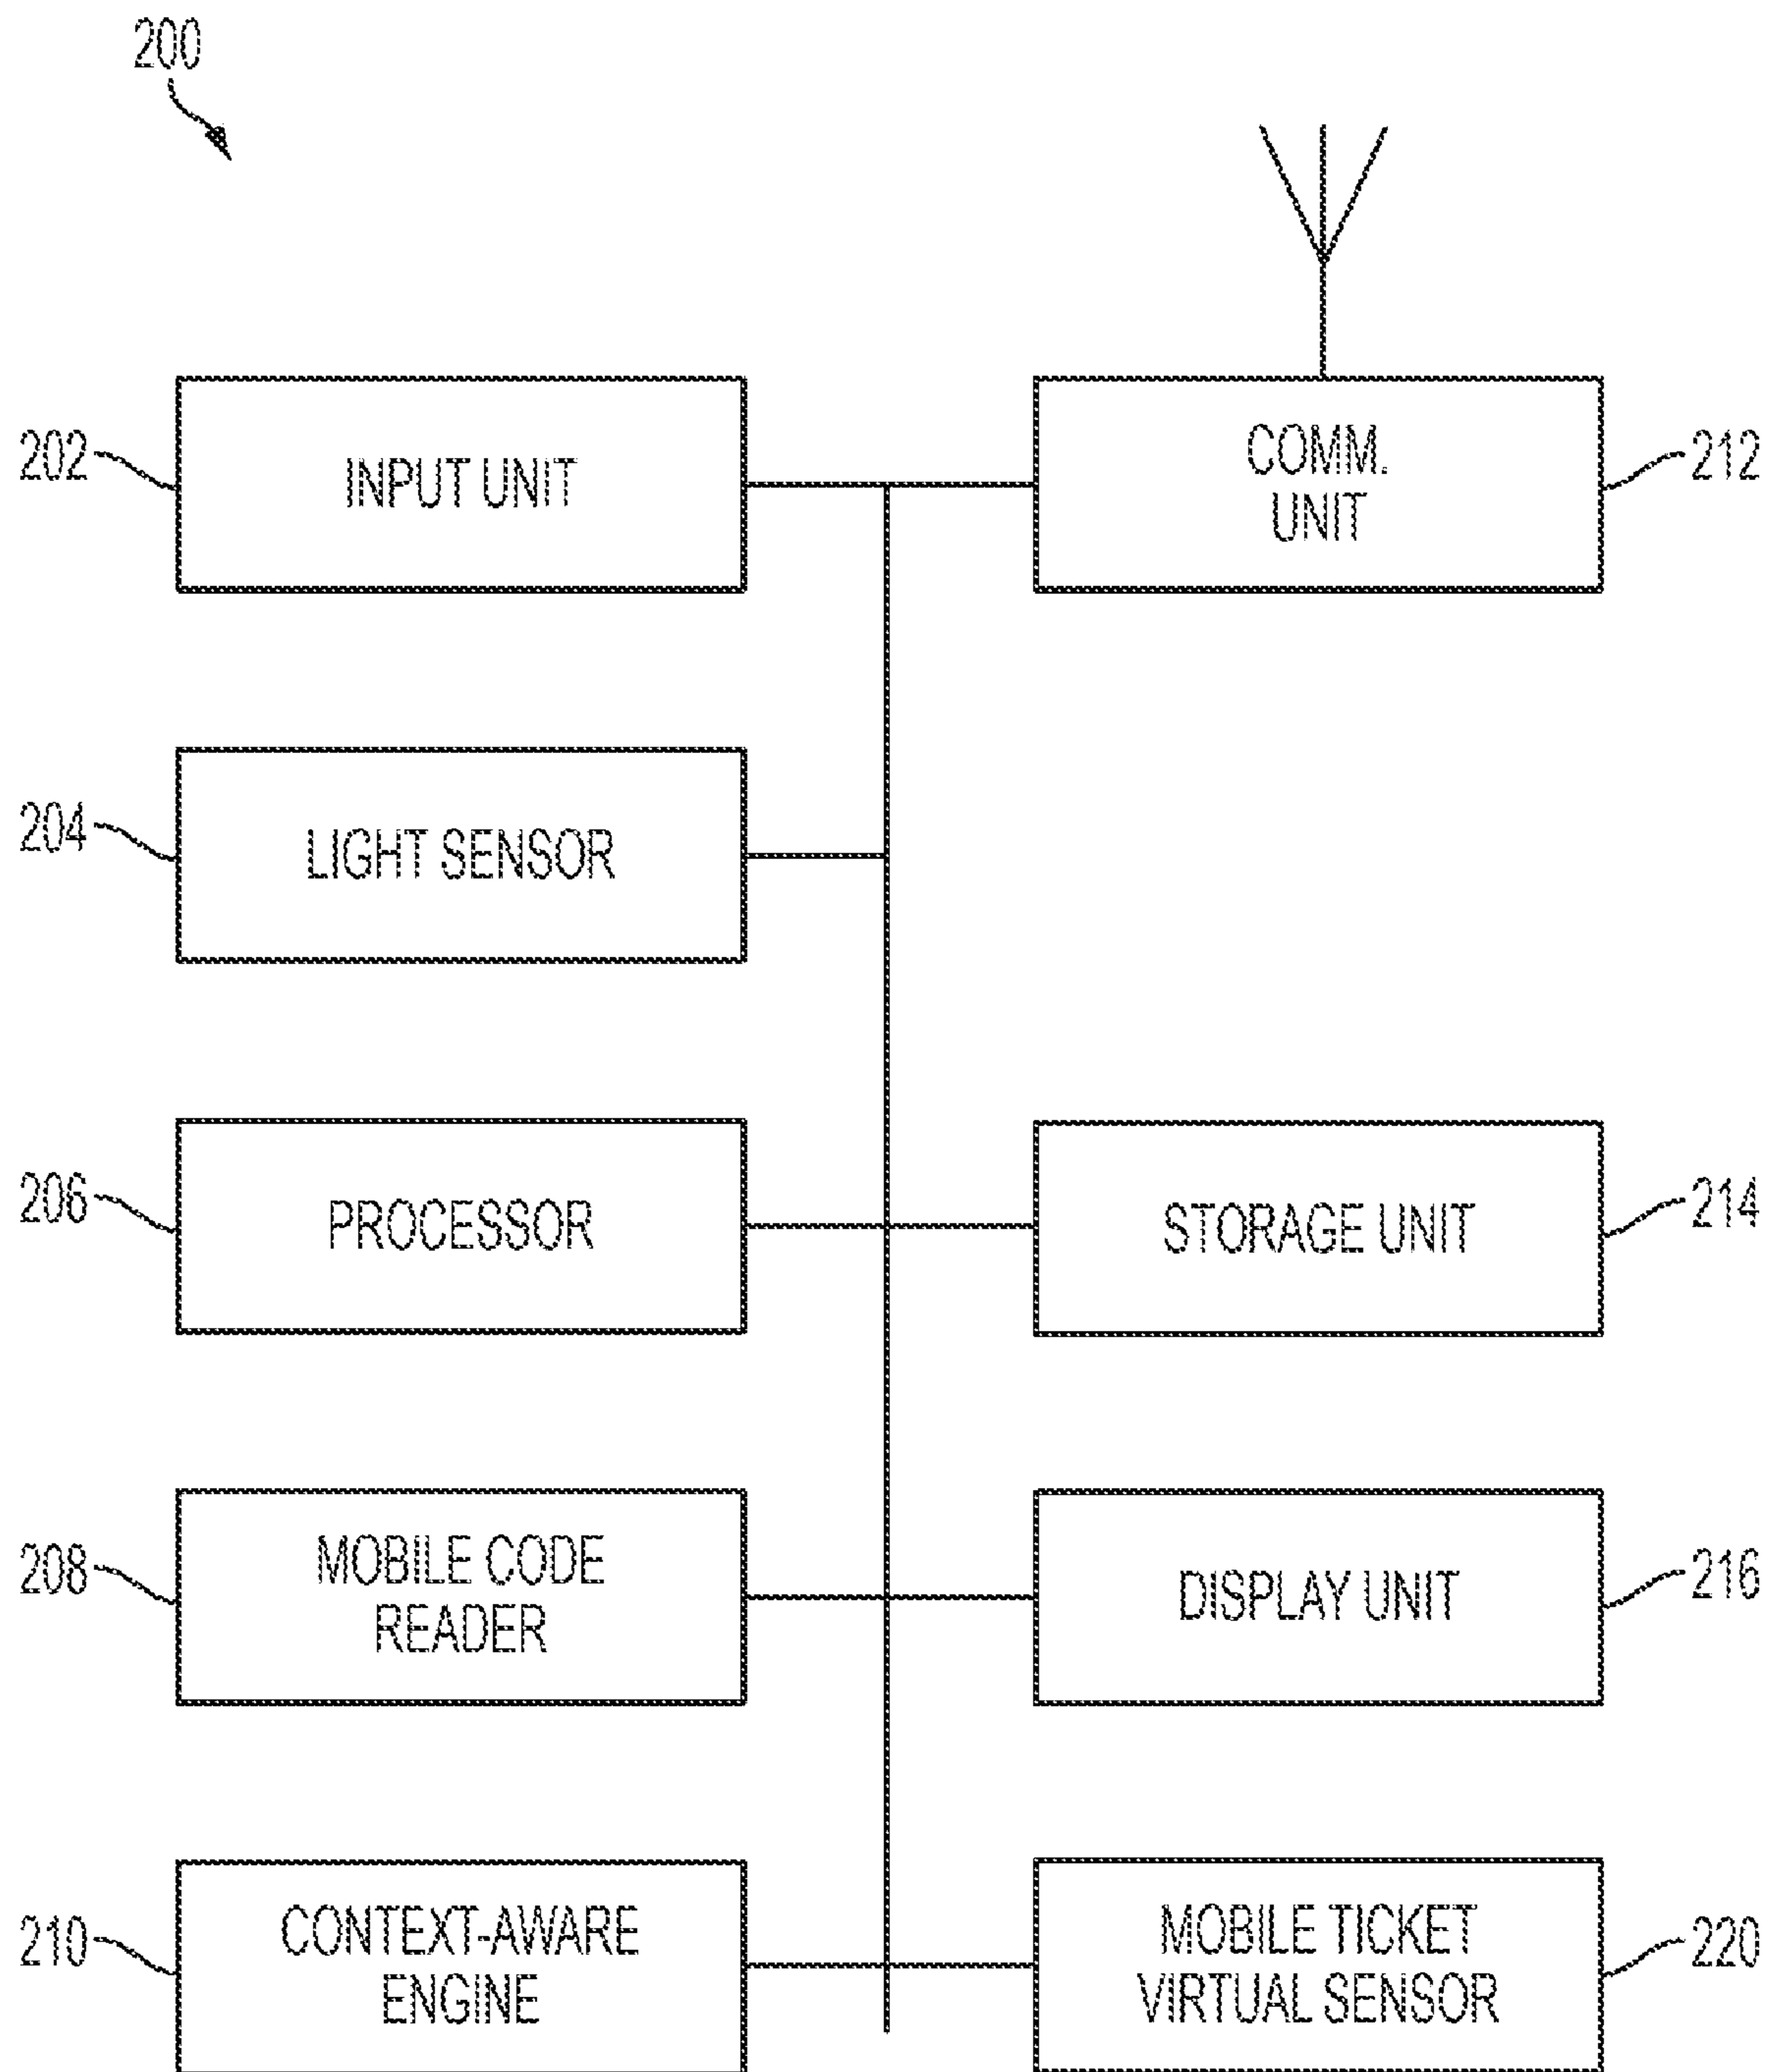 200
202
INPUT UNIT
COMM.
UNIT
212
204
LIGHT SENSOR
206
PROCESSOR
STORAGE UNIT
214
208
MOBILE CODE
READER
DISPLAY UNIT
216
210
CONTEXT-AWARE
ENGINE
MOBILE TICKET
VIRTUAL SENSOR
220